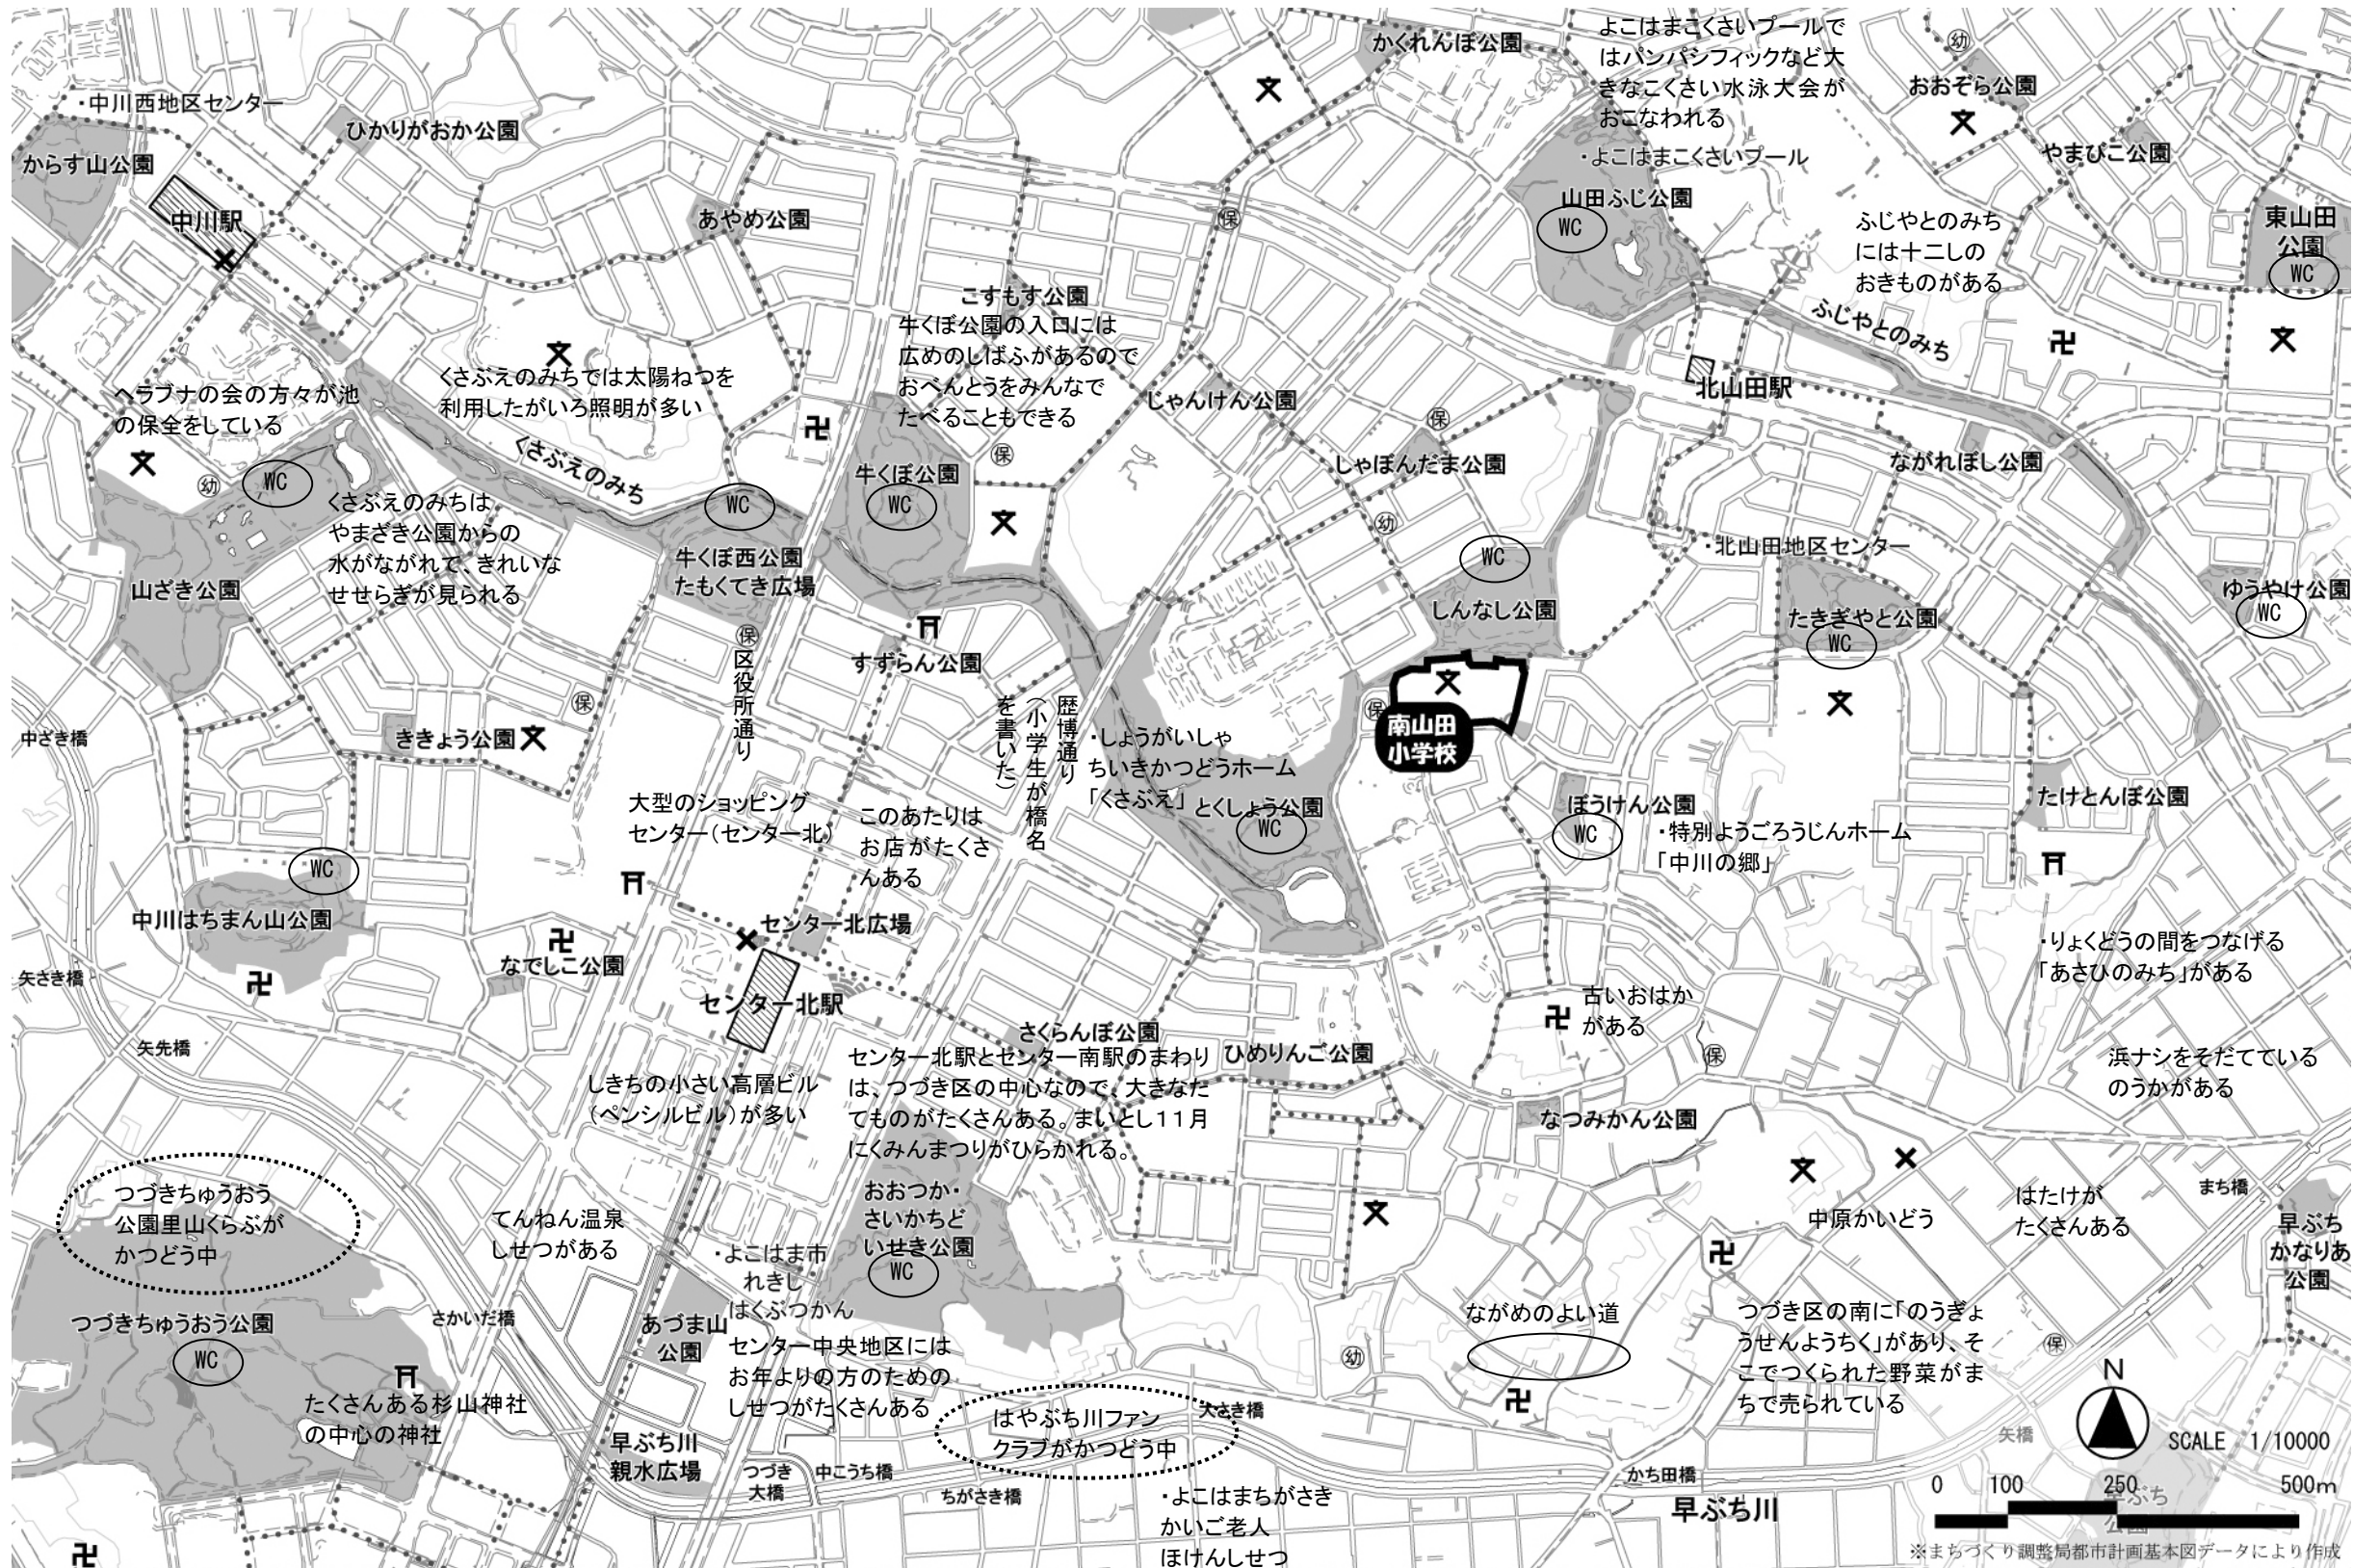 よこはまこくさいプールで
はパンパシフィックなど大
きなこくさい水泳大会が
おこなわれる
かくれんぼ公園
幼
おおぞら公園
・中川西地区センター
ひかりがおか公園
からす山公園
・よこはまこくさいプール
やまびこ公園
山田ふじ公園
WC
中川駅
あやめ公園
保
ふじやとのみち
には十二しの
おきものがある
東山田
公園
WC
こすもす公園
牛くぼ公園の入口には
広めのしばふがあるので
おべんとうをみんなで
たべることもできる
ふじやとのみち
くさぶえのみちでは太陽ねつを
利用したがいろ照明が多い
ヘラブナの会の方々が池
の保全をしている
じゃんけん公園
北山田駅
保
くさぶえのみち
保
しゃぼんだま公園
ながれぼし公園
牛くぼ公園
WC
WC
幼
WC
くさぶえのみちは
やまざき公園からの
水がながれて、きれいな
せせらぎが見られる
幼
・北山田地区センター
牛くぼ西公園
たもくてき広場
WC
しんなし公園
山ざき公園
ゆうやけ公園
WC
たきぎやと公園
WC
保
区役所通り
すずらん公園
歴博通り
(小学生が橋名
を書いた)
保
保
南山田
小学校
中ざき橋
ききょう公園
・しょうがいしゃ
ちいきかつどうホーム
「くさぶえ」
とくしょう公園
WC
大型のショッピング
センター(センター北)
このあたりは
お店がたくさ
んある
ぼうけん公園
WC
・特別ようごろうじんホーム
「中川の郷」
たけとんぼ公園
WC
中川はちまん山公園
センター北広場
なでしこ公園
矢さき橋
・りょくどうの間をつなげる
「あさひのみち」がある
センター北駅
古いおはか
がある
さくらんぼ公園
矢先橋
ひめりんご公園
保
センター北駅とセンター南駅のまわり
は、つづき区の中心なので、大きなた
てものがたくさんある。まいとし11月
にくみんまつりがひらかれる。
浜ナシをそだてている
のうかがある
しきちの小さい高層ビル
(ペンシルビル)が多い
なつみかん公園
つづきちゅうおう
公園里山くらぶが
かつどう中
おおつか・
さいかちど
いせき公園
WC
まち橋
はたけが
たくさんある
中原かいどう
早ぶち
かなりあ
公園
てんねん温泉
しせつがある
・よこはま市
れきし
はくぶつかん
さかいだ橋
つづきちゅうおう公園
WC
あづま山
公園
ながめのよい道
つづき区の南に「のうぎょ
うせんようちく」があり、そ
こでつくられた野菜がま
ちで売られている
保
幼
センター中央地区には
お年よりの方のための
しせつがたくさんある
たくさんある杉山神社
の中心の神社
はやぶち川ファン
クラブがかつどう中
大さき橋
早ぶち川
親水広場
つづき
大橋
中こうち橋
ちがさき橋
かち田橋
矢橋
早ぶち川
・よこはまちがさき
かいご老人
ほけんしせつ
N
SCALE 1/10000
0 100 250 500m
早ぶち
公園
※まちづくり調整局都市計画基本図データにより作成